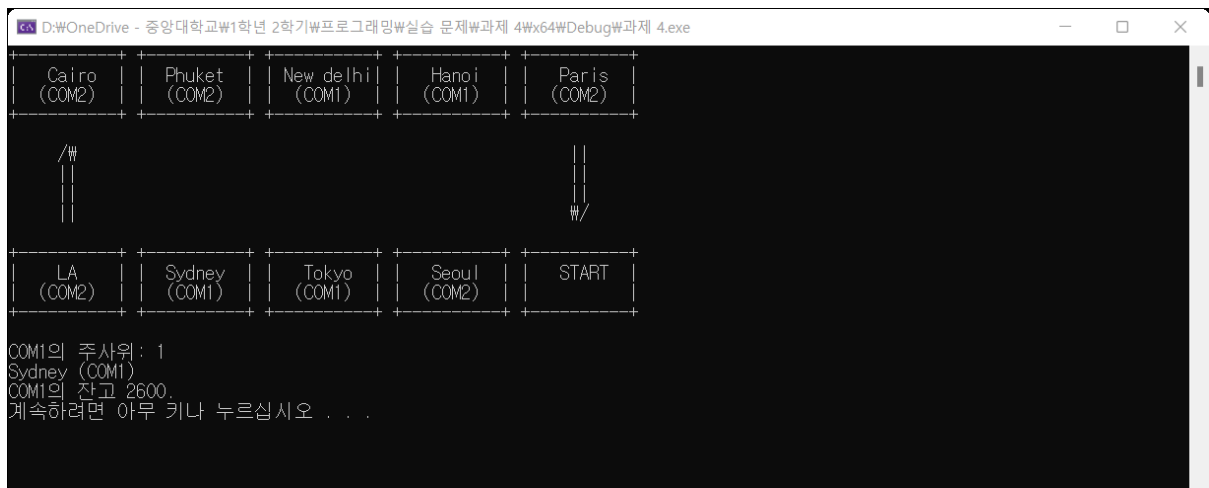 D:₩OneDrive - 중앙대학교₩1학년 2학기₩프로그래밍₩실습 문제₩과제 4₩x64₩Debug₩과제 4.exe
+----------+ +----------+ +----------+ +----------+ +----------+
|   Cairo  | |  Phuket  | | New delhi| |   Hanoi  | |   Paris  |
|  (COM2)  | |  (COM2)  | |  (COM1)  | |  (COM1)  | |  (COM2)  |
+----------+ +----------+ +----------+ +----------+ +----------+
/₩ ||
|| ||
|| ||
|| ₩/
+----------+ +----------+ +----------+ +----------+ +----------+
|    LA    | |  Sydney  | |   Tokyo  | |   Seoul  | |   START  |
|  (COM2)  | |  (COM1)  | |  (COM1)  | |  (COM2)  | |          |
+----------+ +----------+ +----------+ +----------+ +----------+
COM1의 주사위: 1
Sydney (COM1)
COM1의 잔고 2600.
계속하려면 아무 키나 누르십시오 . . .